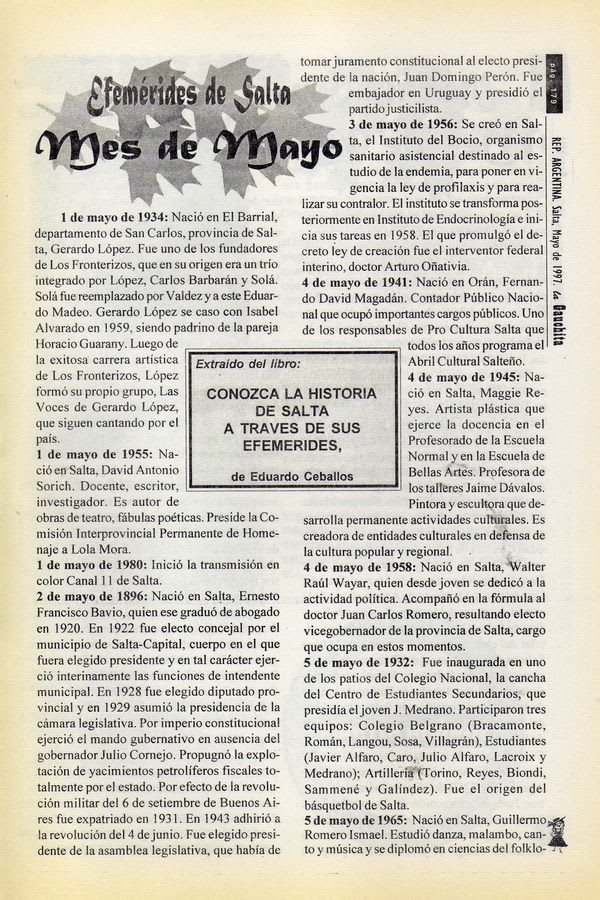 Efemérides de Salta
Mes de Mayo
1 de mayo de 1934: Nació en El Barrial,
departamento de San Carlos, provincia de Sal-
ta, Gerardo López. Fue uno de los fundadores
de Los Fronterizos, que en su origen era un trío
integrado por López, Carlos Barbarán y Solá.
Solá fue reemplazado por Valdez y a este Eduar-
do Madeo. Gerardo López se caso con Isabel
Alvarado en 1959, siendo padrino de la pareja
Horacio Guarany. Luego de
la exitosa carrera artística
de Los Fronterizos, López
formó su propio grupo, Las
Voces de Gerardo López,
que siguen cantando por el
país.
1 de mayo de 1955: Na-
ció en Salta, David Antonio
Sorich. Docente, escritor,
investigador. Es autor de
obras de teatro, fábulas poéticas. Preside la Co-
misión Interprovincial Permanente de Home-
naje a Lola Mora.
1 de mayo de 1980: Inició la transmisión en
color Canal 11 de Salta.
2 de mayo de 1896: Nació en Salta, Ernesto
Francisco Bavio, quien ese graduó de abogado
en 1920. En 1922 fue electo concejal por el
municipio de Salta-Capital, cuerpo en el que
fuera elegido presidente y en tal carácter ejer-
ció interinamente las funciones de intendente
municipal. En 1928 fue elegido diputado pro-
vincial y en 1929 asumió la presidencia de la
cámara legislativa. Por imperio constitucional
ejerció el mando gubernativo en ausencia del
gobernador Julio Cornejo. Propugnó la explo-
tación de yacimientos petrolíferos fiscales to-
talmente por el estado. Por efecto de la revolu-
ción militar del 6 de setiembre de Buenos Ai-
res fue expatriado en 1931. En 1943 adhirió a
la revolución del 4 de junio. Fue elegido presi-
dente de la asamblea legislativa, que había de
Extraído del libro:
CONOZCA LA HISTORIA
DE SALTA
A TRAVES DE SUS
EFEMERIDES,
de Eduardo Ceballos
tomar juramento constitucional al electo presi-
dente de la nación, Juan Domingo Perón. Fue
embajador en Uruguay y presidió el
partido justicilista.
3 de mayo de 1956: Se creó en Sal-
ta, el Instituto del Bocio, organismo
sanitario asistencial destinado al es-
tudio de la endemia, para poner en vi-
gencia la ley de profilaxis y para rea-
lizar su contralor. El instituto se transforma pos-
teriormente en Instituto de Endocrinología e ini-
cia sus tareas en 1958. El que promulgó el de-
creto ley de creación fue el interventor federal
interino, doctor Arturo Oñativia.
4 de mayo de 1941: Nació en Orán, Fernan-
do David Magadán. Contador Público Nacio-
nal que ocupó importantes cargos públicos. Uno
de los responsables de Pro Cultura Salta que
todos los años programa el
Abril Cultural Salteño.
4 de mayo de 1945: Na-
ció en Salta, Maggie Re-
yes. Artista plástica que
ejerce la docencia en el
Profesorado de la Escuela
Normal y en la Escuela de
Bellas Artes. Profesora de
los talleres Jaime Dávalos.
Pintora y escultora que de-
sarrolla permanente actividades culturales. Es
creadora de entidades culturales en defensa de
la cultura popular y regional.
4 de mayo de 1958: Nació en Salta, Walter
Raúl Wayar, quien desde joven se dedicó a la
actividad política. Acompañó en la fórmula al
doctor Juan Carlos Romero, resultando electo
vicegobernador de la provincia de Salta, cargo
que ocupa en estos momentos.
5 de mayo de 1932: Fue inaugurada en uno
de los patios del Colegio Nacional, la cancha
del Centro de Estudiantes Secundarios, que
presidía el joven J. Medrano. Participaron tres
equipos: Colegio Belgrano (Bracamonte,
Román, Langou, Sosa, Villagrán), Estudiantes
(Javier Alfaro, Caro, Julio Alfaro, Lacroix y
Medrano); Artillería (Torino, Reyes, Biondi,
Sammené y Galíndez). Fue el origen del
básquetbol de Salta.
5 de mayo de 1965: Nació en Salta, Guillermo
Romero Ismael. Estudió danza, malambo, can-
to y música y se diplomó en ciencias del folklo-
pág. 179
REP. ARGENTINA. Salta, Mayo de 1997. La Gauchita